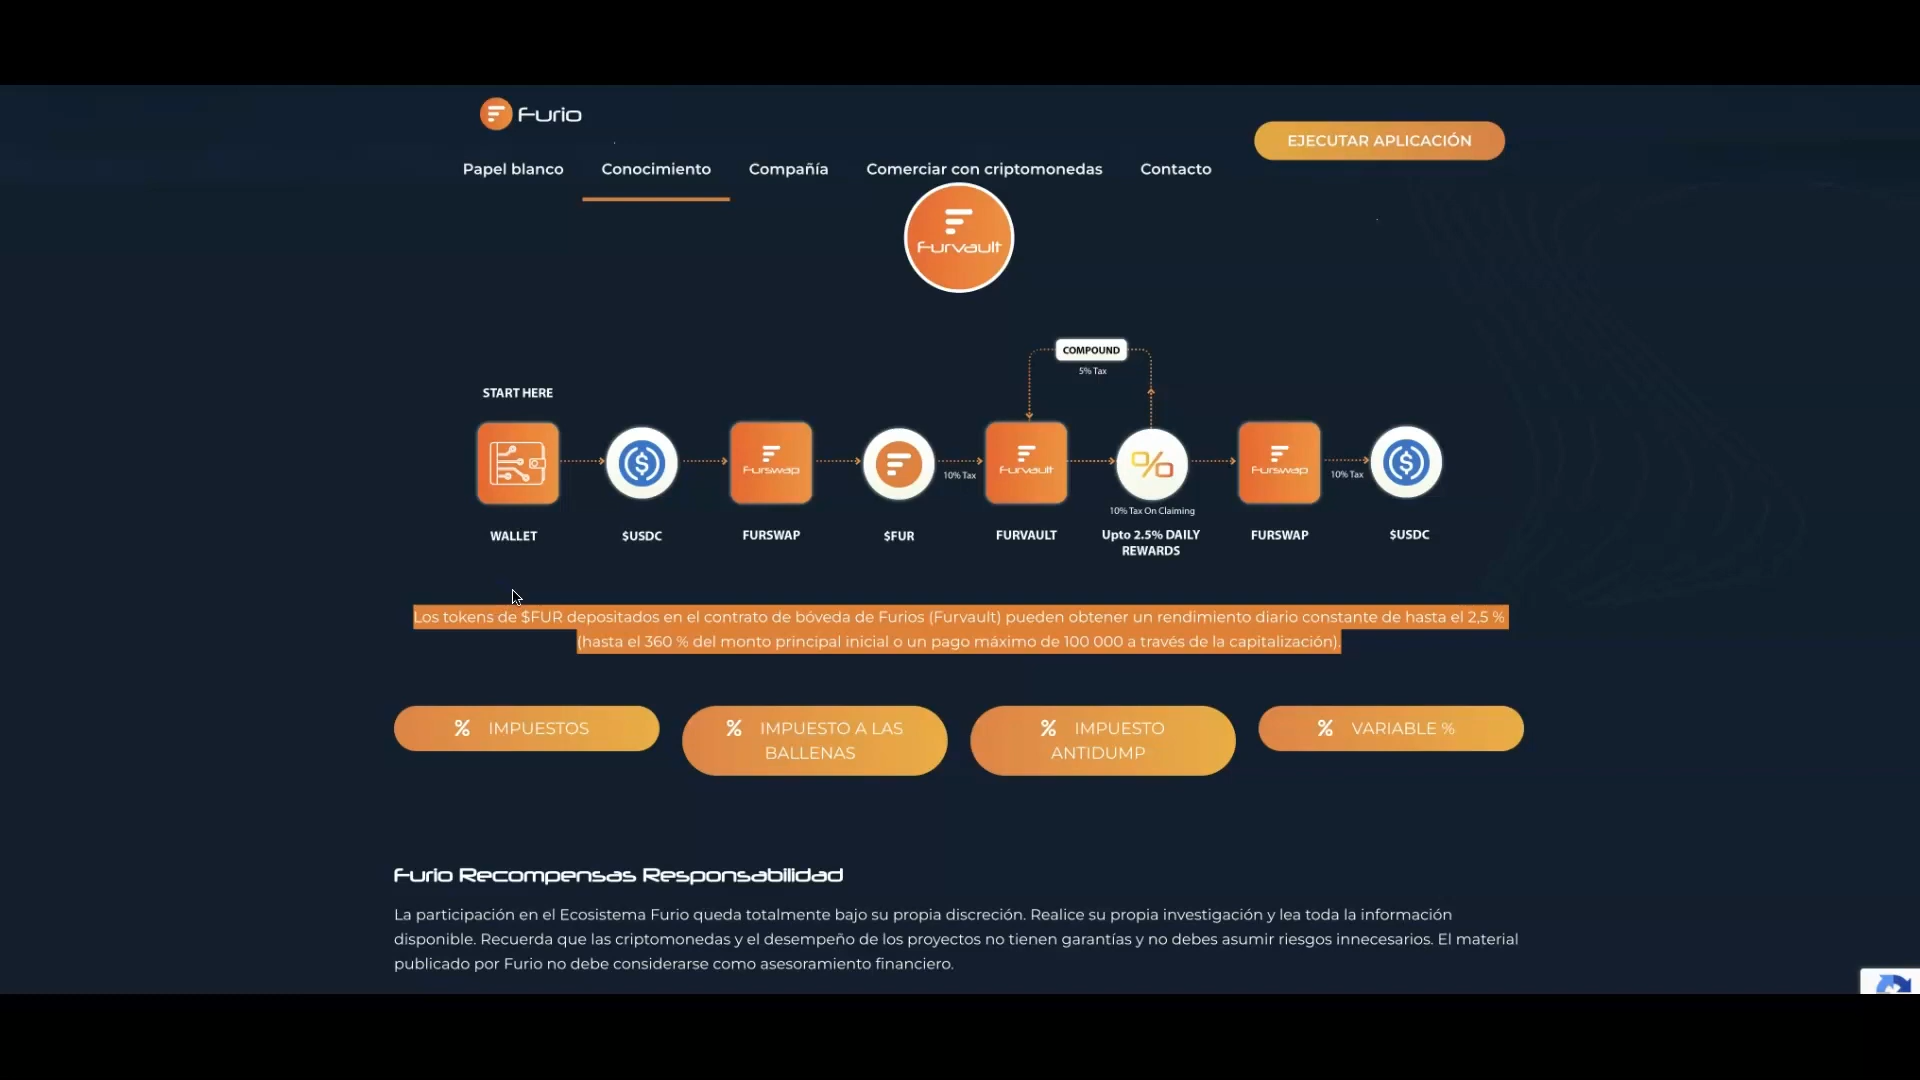 Furio
EJECUTAR APLICACIÓN
Papel blanco
Conocimiento
Compañía
Comerciar con criptomonedas
Contacto
Furvault
COMPOUND
5% Tax
START HERE
Furswap
10% Tax
Furvault
Furswap
10% Tax
10% Tax On Claiming
WALLET
$USDC
FURSWAP
$FUR
FURVAULT
Upto 2.5% DAILY
REWARDS
FURSWAP
$USDC
Los tokens de $FUR depositados en el contrato de bóveda de Furios (Furvault) pueden obtener un rendimiento diario constante de hasta el 2,5 %
(hasta el 360 % del monto principal inicial o un pago máximo de 100 000 a través de la capitalización).
% IMPUESTOS
% IMPUESTO A LAS
BALLENAS
% IMPUESTO
ANTIDUMP
% VARIABLE %
Furio Recompensas Responsabilidad
La participación en el Ecosistema Furio queda totalmente bajo su propia discreción. Realice su propia investigación y lea toda la información
disponible. Recuerda que las criptomonedas y el desempeño de los proyectos no tienen garantías y no debes asumir riesgos innecesarios. El material
publicado por Furio no debe considerarse como asesoramiento financiero.